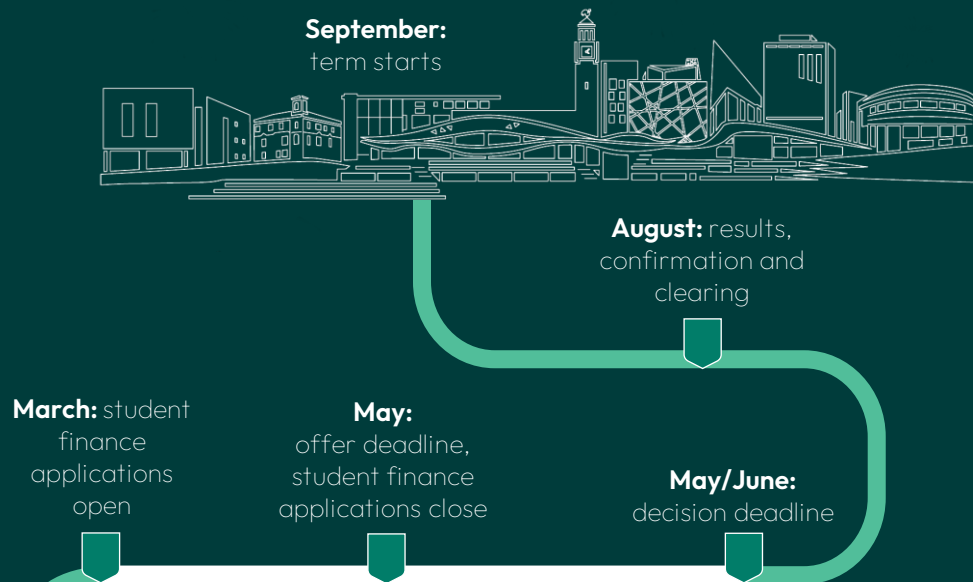 September:
term starts
August: results,
confirmation and
clearing
March: student
finance
applications
open
May:
offer deadline,
student finance
applications close
May/June:
decision deadline